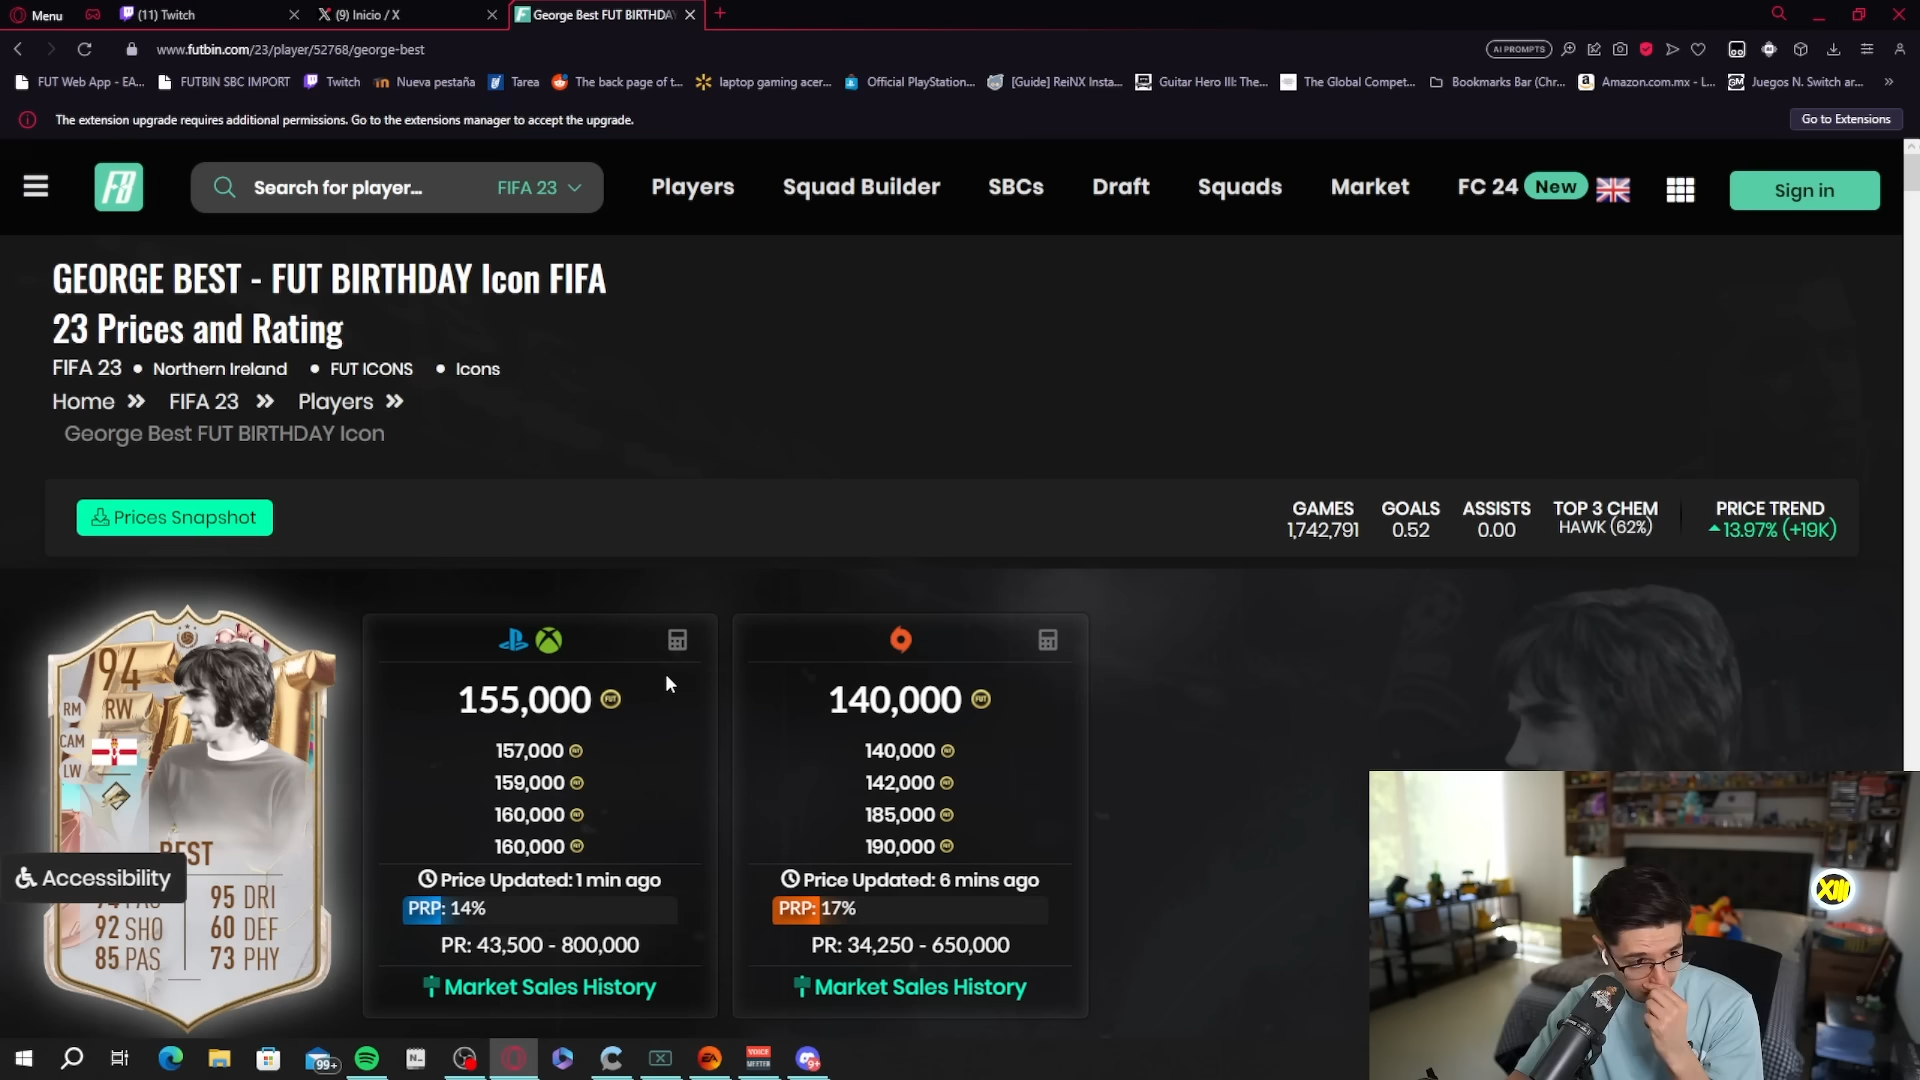 Menu
(11) Twitch
(9) Inicio / X
George Best FUT BIRTHDA
www.futbin.com/23/player/52768/george-best
AI PROMPTS
FUT Web App - EA...
FUTBIN SBC IMPORT
Twitch
Nueva pestaña
Tarea
The back page of t...
laptop gaming acer...
Official PlayStation...
[Guide] ReiNX Insta...
Guitar Hero III: The...
The Global Compet...
Bookmarks Bar (Chr...
Amazon.com.mx - L...
Juegos N. Switch ar...
The extension upgrade requires additional permissions. Go to the extensions manager to accept the upgrade.
Go to Extensions
Search for player...
FIFA 23
Players
Squad Builder
SBCs
Draft
Squads
Market
FC 24 New
Sign in
GEORGE BEST - FUT BIRTHDAY Icon FIFA
23 Prices and Rating
FIFA 23 • Northern Ireland • FUT ICONS • Icons
Home » FIFA 23 » Players »
George Best FUT BIRTHDAY Icon
Prices Snapshot
GAMES
1,742,791
GOALS
0.52
ASSISTS
0.00
TOP 3 CHEM
HAWK (62%)
PRICE TREND
13.97% (+19K)
94
RW
RM
CAM
LW
BEST
Accessibility
92 SHO
85 PAS
95 DRI
60 DEF
73 PHY
155,000
157,000
159,000
160,000
160,000
Price Updated: 1 min ago
PRP: 14%
PR: 43,500 - 800,000
Market Sales History
140,000
140,000
142,000
185,000
190,000
Price Updated: 6 mins ago
PRP: 17%
PR: 34,250 - 650,000
Market Sales History
XIII
99+
N_
EA
VOICE
MEETER
9+